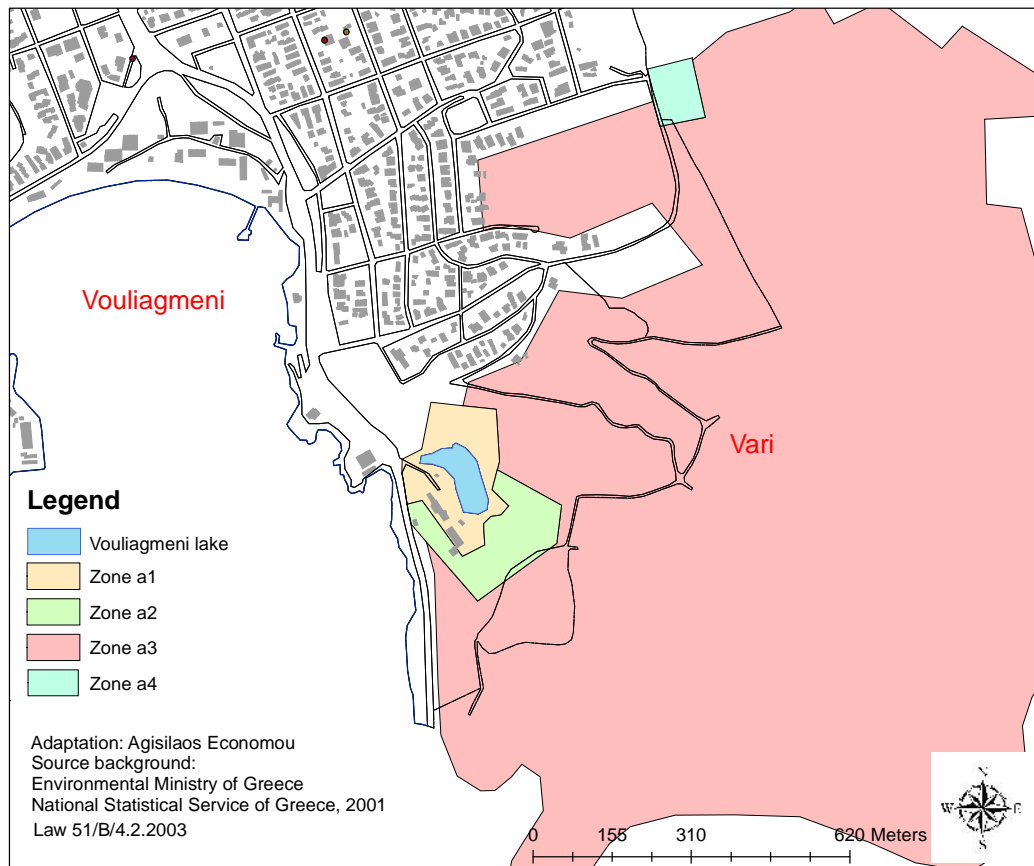 Vouliagmeni
Vari
Legend
Vouliagmeni lake
Zone a1
Zone a2
Zone a3
Zone a4
Adaptation: Agisilaos Economou
Source background:
Environmental Ministry of Greece
National Statistical Service of Greece, 2001
Law 51/B/4.2.2003
0 155 310 620 Meters
N
W E
S